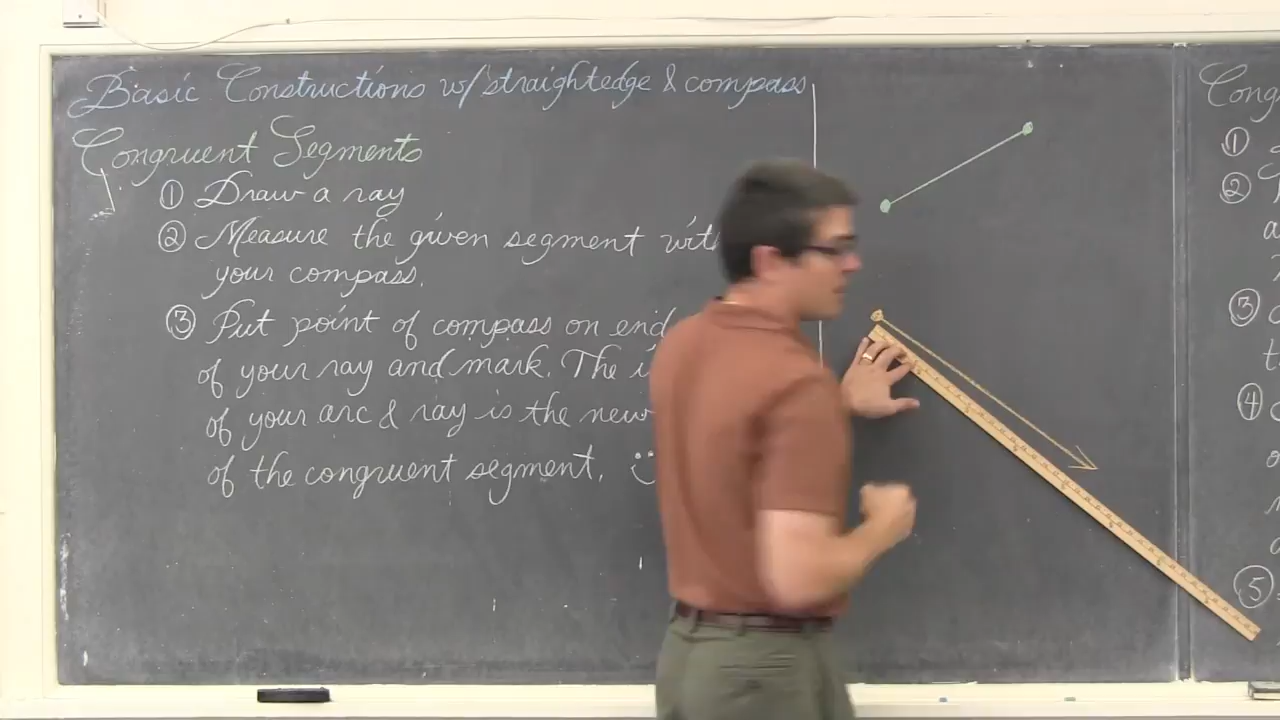 Basic Constructions w/ straightedge & compass
Congruent Segments
① Draw a ray
② Measure the given segment with
your compass.
③ Put point of compass on
of your ray and mark. The
of your arc & ray is the new
of the congruent segment. :)
Cong
①
②
③
④
⑤